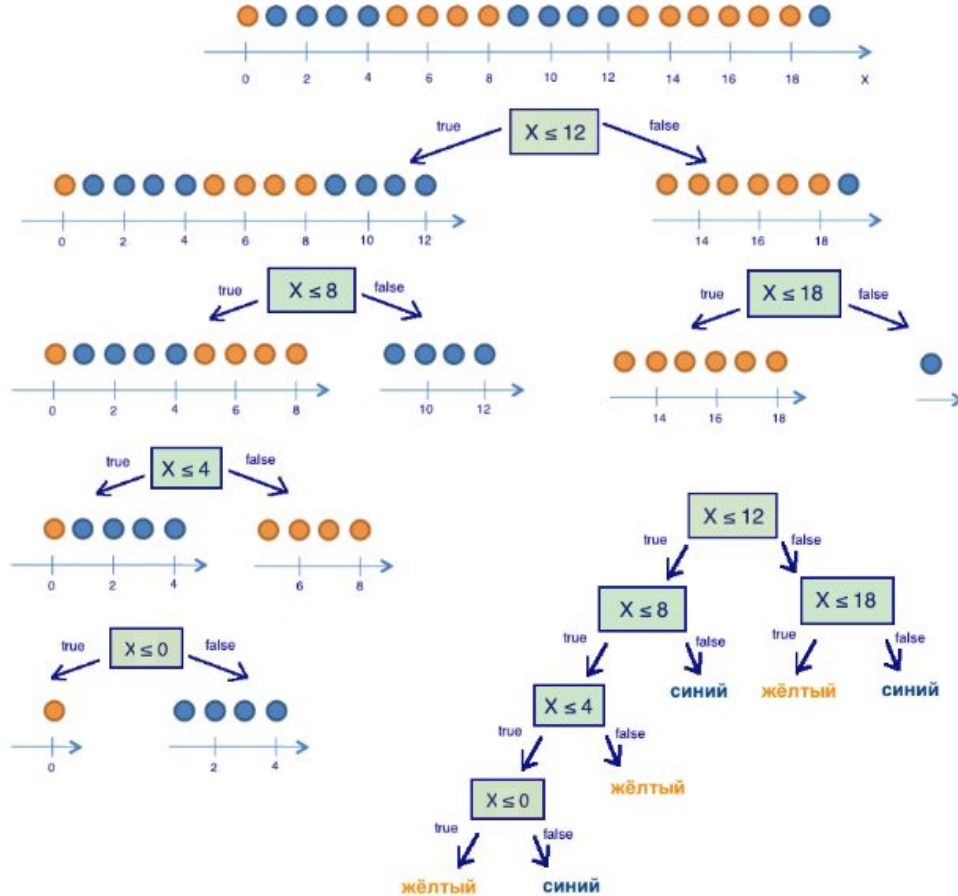 0 2 4 6 8 10 12 14 16 18 X
true X ≤ 12 false
0 2 4 6 8 10 12
14 16 18
true X ≤ 8 false
true X ≤ 18 false
0 2 4 6 8
10 12
14 16 18
true X ≤ 4 false
0 2 4
6 8
true X ≤ 0 false
0
2 4
X ≤ 12
true false
X ≤ 8
X ≤ 18
true false
true false
X ≤ 4
синий
жёлтый
синий
true false
X ≤ 0
жёлтый
true false
жёлтый
синий